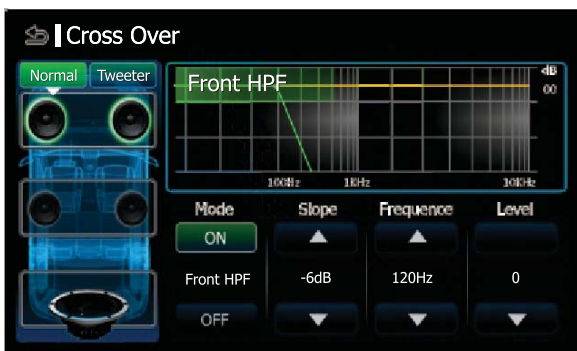 Cross Over
Normal Tweeter
Front HPF
dB
00
100Hz 1KHz 10KHz
Mode Slope Frequence Level
ON
Front HPF -6dB 120Hz 0
OFF